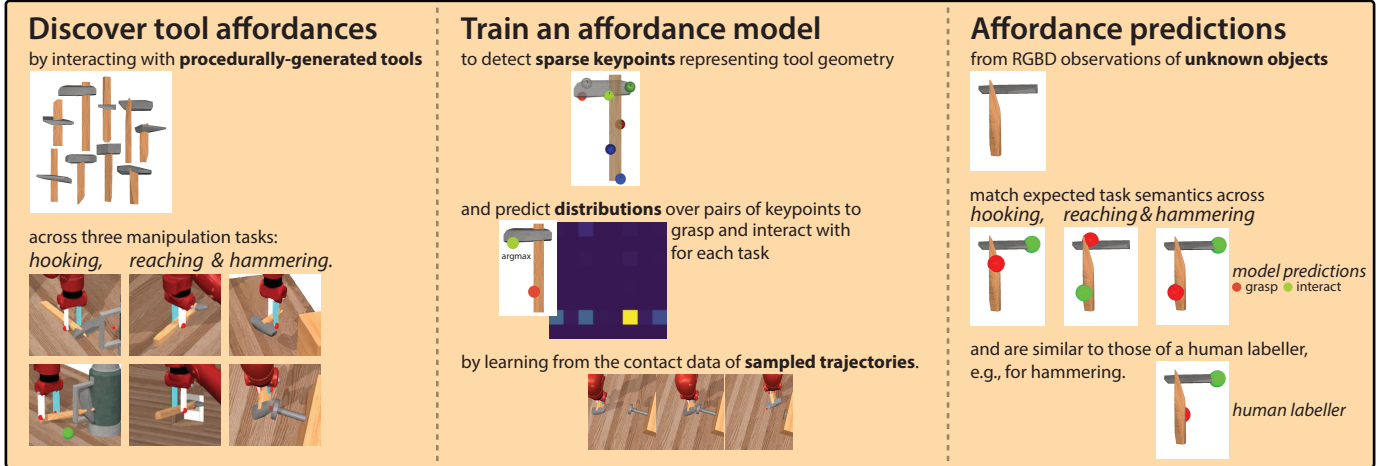 Discover tool affordances
by interacting with procedurally-generated tools
across three manipulation tasks:
hooking, reaching & hammering.
Train an affordance model
to detect sparse keypoints representing tool geometry
and predict distributions over pairs of keypoints to
grasp and interact with
for each task
argmax
by learning from the contact data of sampled trajectories.
Affordance predictions
from RGBD observations of unknown objects
match expected task semantics across
hooking, reaching & hammering
model predictions
grasp interact
and are similar to those of a human labeller,
e.g., for hammering.
human labeller